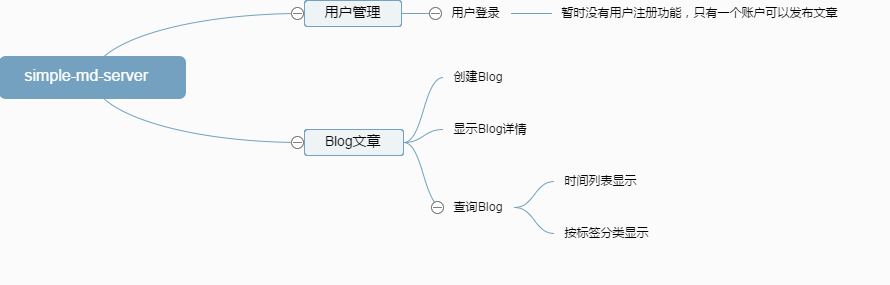 用户管理
用户登录
暂时没有用户注册功能，只有一个账户可以发布文章
simple-md-server
创建Blog
Blog文章
显示Blog详情
时间列表显示
查询Blog
按标签分类显示